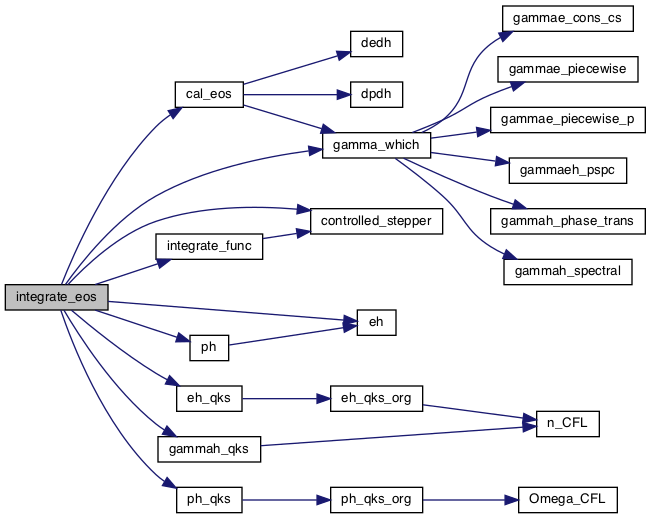 integrate_eos
cal_eos
integrate_func
ph
eh_qks
gammah_qks
ph_qks
dedh
dpdh
gamma_which
controlled_stepper
eh
eh_qks_org
ph_qks_org
gammae_cons_cs
gammae_piecewise
gammae_piecewise_p
gammaeh_pspc
gammah_phase_trans
gammah_spectral
n_CFL
Omega_CFL